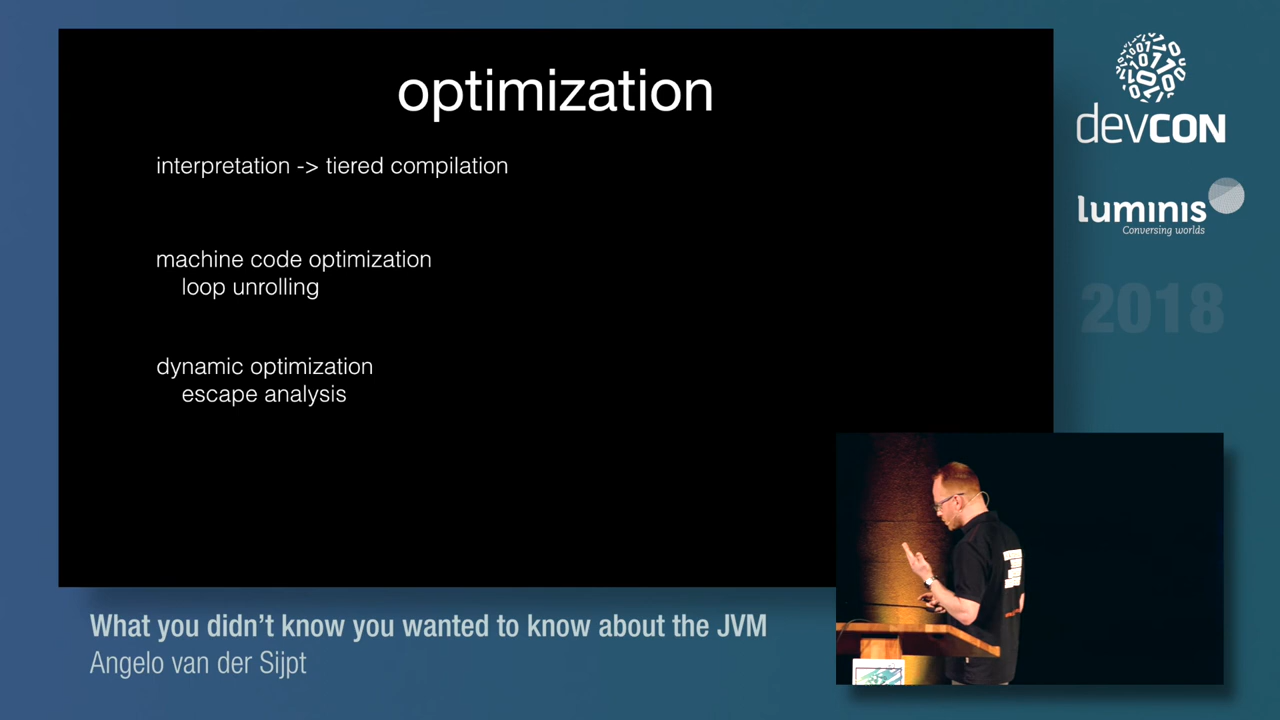 optimization
interpretation -> tiered compilation
machine code optimization
loop unrolling
dynamic optimization
escape analysis
devCON
luminis
Conversing worlds
2018
What you didn't know you wanted to know about the JVM
Angelo van der Sijpt